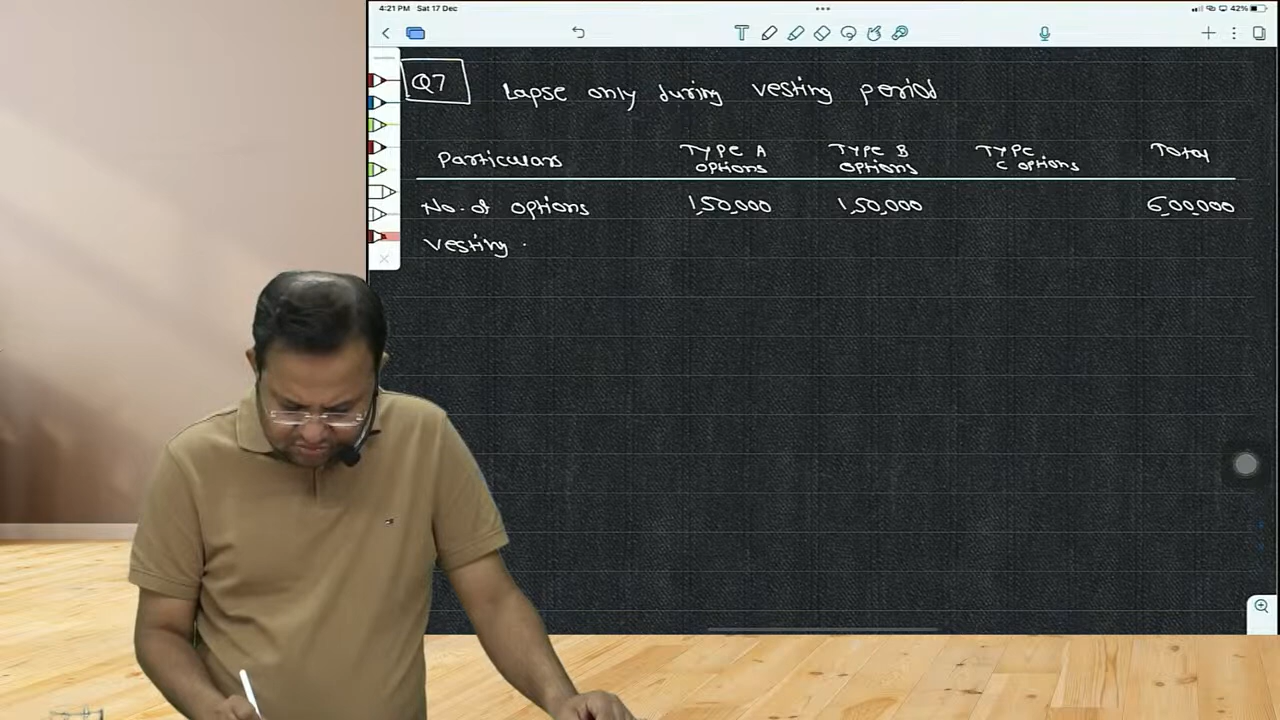 4:21 PM Sat 17 Dec
42%
Q7 Lapse only during vesting period
Particulars TYPE A Options TYPE B Options TYPE C Options Total
No. of options 1,50,000 1,50,000 6,00,000
Vesting